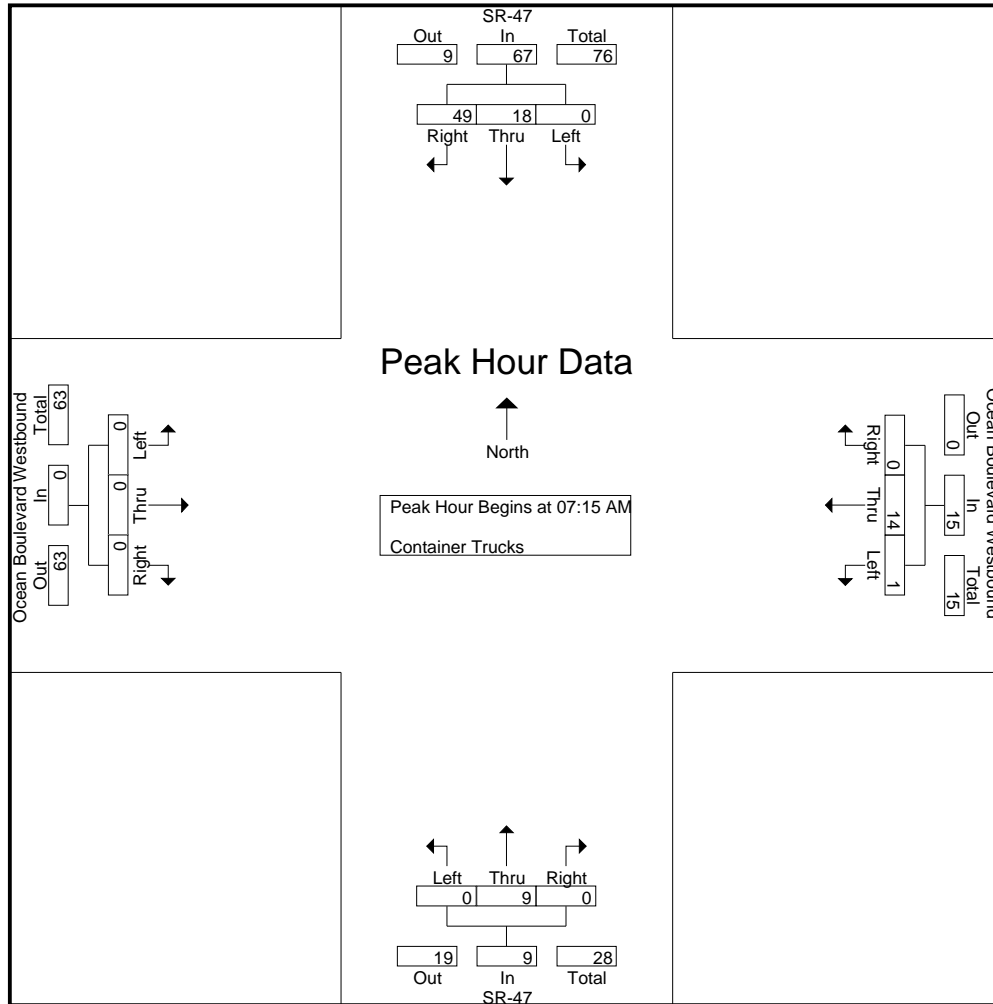 SR-47
Out In Total
9 67 76
49 18 0
Right Thru Left
Peak Hour Data
North
Peak Hour Begins at 07:15 AM
Container Trucks
Ocean Boulevard Westbound
Total In Out
63 0 63
0 0 0
Left Thru Right
Ocean Boulevard Westbound
Out In Total
0 15 15
0 14 1
Right Thru Left
Left Thru Right
0 9 0
19 9 28
Out In Total
SR-47